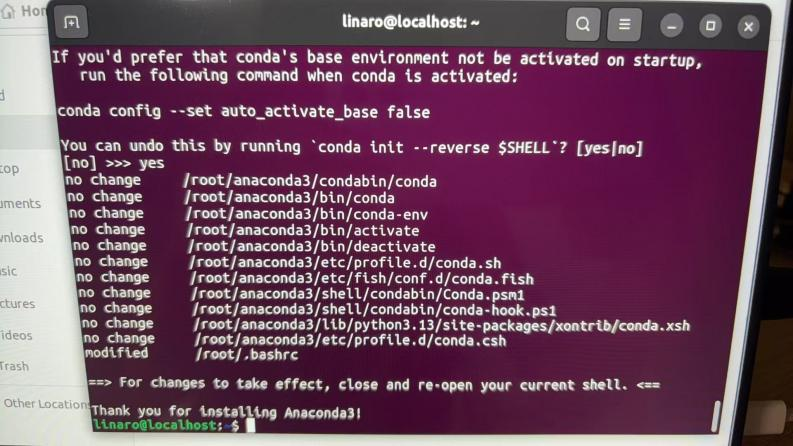 linaro@localhost: ~
If you'd prefer that conda's base environment not be activated on startup,
run the following command when conda is activated:
conda config --set auto_activate_base false
You can undo this by running `conda init --reverse $SHELL`? [yes|no]
[no] >>> yes
no change /root/anaconda3/condabin/conda
no change /root/anaconda3/bin/conda
no change /root/anaconda3/bin/conda-env
no change /root/anaconda3/bin/activate
no change /root/anaconda3/bin/deactivate
no change /root/anaconda3/etc/profile.d/conda.sh
no change /root/anaconda3/etc/fish/conf.d/conda.fish
no change /root/anaconda3/shell/condabin/Conda.psm1
no change /root/anaconda3/shell/condabin/conda-hook.ps1
no change /root/anaconda3/lib/python3.13/site-packages/xontrib/conda.xsh
no change /root/anaconda3/etc/profile.d/conda.csh
modified /root/.bashrc
==> For changes to take effect, close and re-open your current shell. <==
Thank you for installing Anaconda3!
linaro@localhost:~$
Hor
d
top
uments
wnloads
sic
ctures
ideos
Trash
Other Location